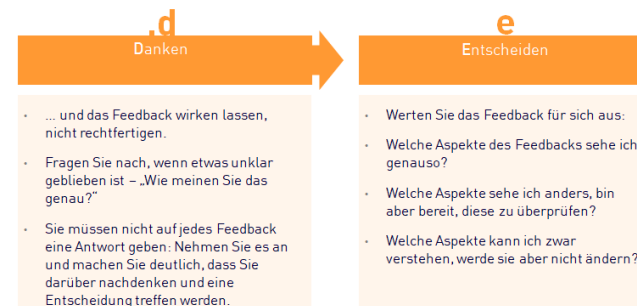 .d
Danken
• ... und das Feedback wirken lassen,
nicht rechtfertigen.
• Fragen Sie nach, wenn etwas unklar
geblieben ist – „Wie meinen Sie das
genau?“
• Sie müssen nicht auf jedes Feedback
eine Antwort geben: Nehmen Sie es an
und machen Sie deutlich, dass Sie
darüber nachdenken und eine
Entscheidung treffen werden.
e
Entscheiden
• Werten Sie das Feedback für sich aus:
• Welche Aspekte des Feedbacks sehe ich
genauso?
• Welche Aspekte sehe ich anders, bin
aber bereit, diese zu überprüfen?
• Welche Aspekte kann ich zwar
verstehen, werde sie aber nicht ändern?